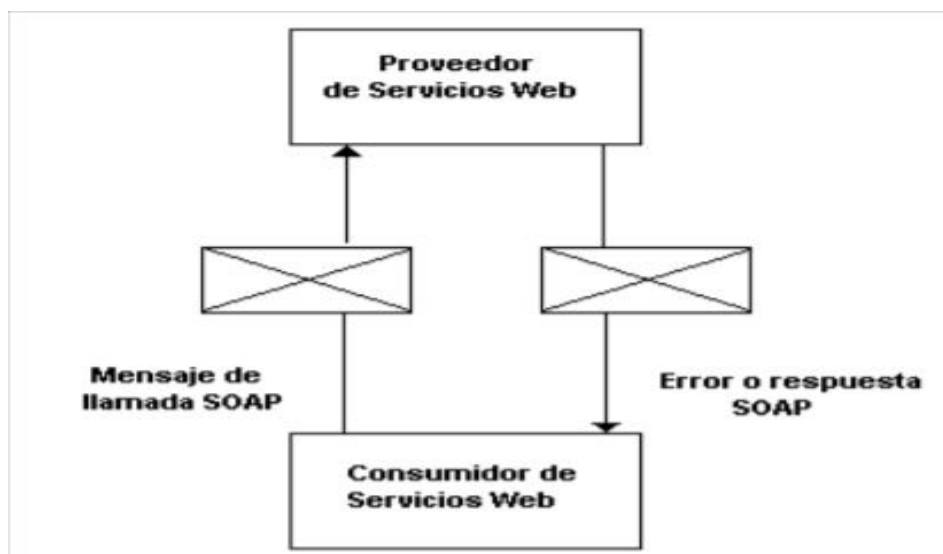 Proveedor
de Servicios Web
Mensaje de
llamada SOAP
Error o respuesta
SOAP
Consumidor de
Servicios Web